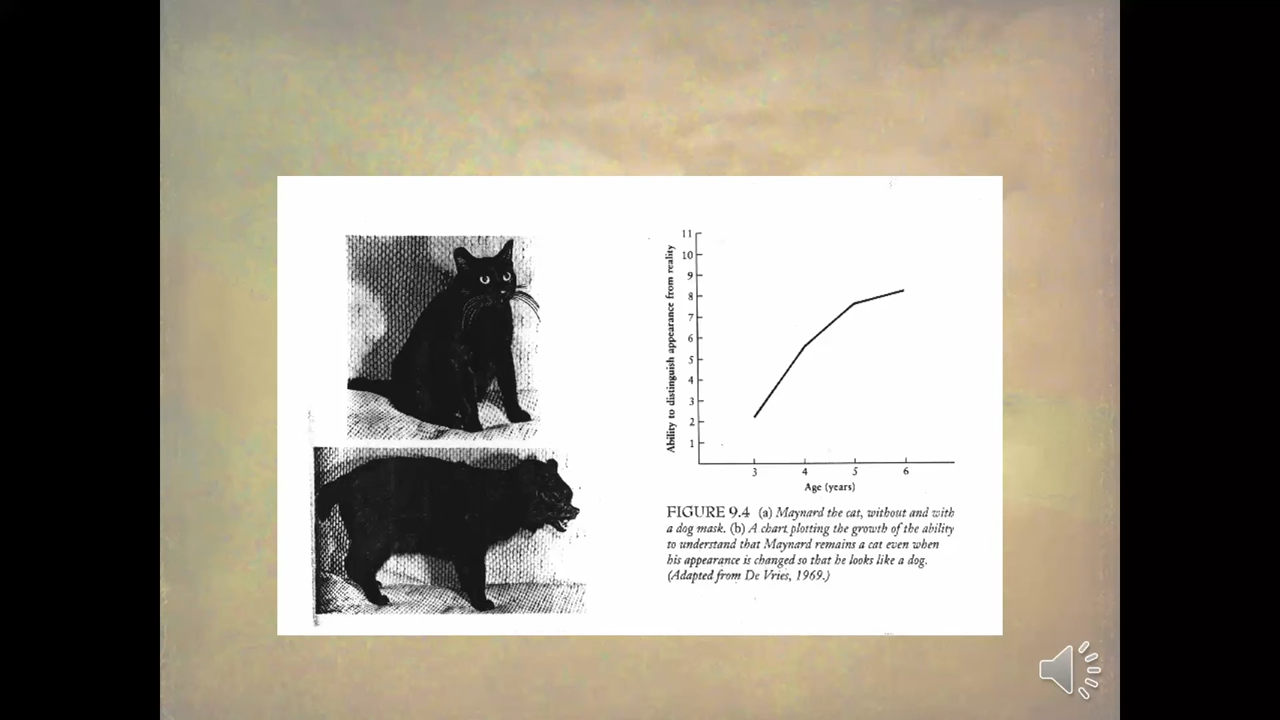 11
10
9
8
7
6
5
4
3
2
1
Ability to distinguish appearance from reality
3 4 5 6
Age (years)
FIGURE 9.4 (a) Maynard the cat, without and with
a dog mask. (b) A chart plotting the growth of the ability
to understand that Maynard remains a cat even when
his appearance is changed so that he looks like a dog.
(Adapted from De Vries, 1969.)